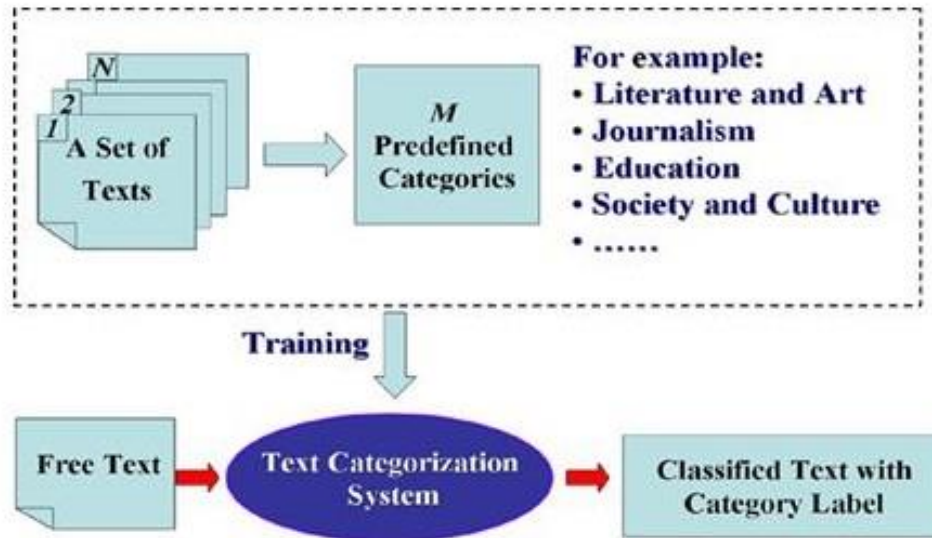 N
2
1
A Set of
Texts
M
Predefined
Categories
For example:
• Literature and Art
• Journalism
• Education
• Society and Culture
• ......
Training
Free Text
Text Categorization
System
Classified Text with
Category Label